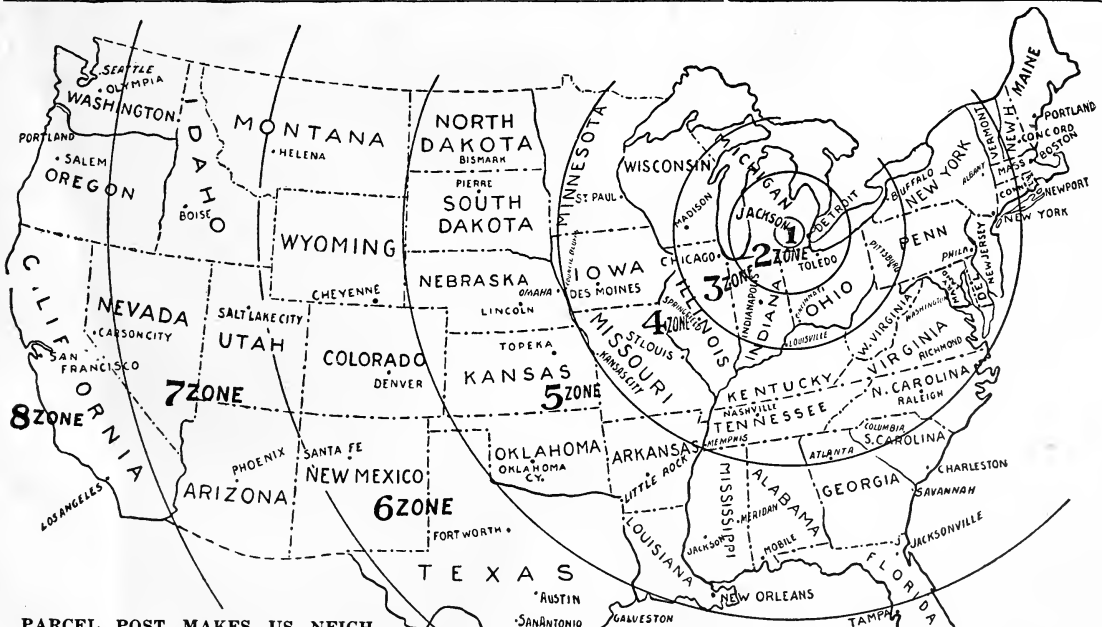 SEATTLE
OLYMPIA
WASHINGTON
PORTLAND
SALEM
OREGON
IDAHO
BOISE
MONTANA
HELENA
WYOMING
CHEYENNE
NORTH
DAKOTA
BISMARK
PIERRE
SOUTH
DAKOTA
NEBRASKA
OMAHA
LINCOLN
MINNESOTA
ST. PAUL
WISCONSIN
MADISON
MICHIGAN
JACKSON
1
DETROIT
2 ZONE
TOLEDO
3 ZONE
4 ZONE
CHICAGO
IOWA
DES MOINES
ILLINOIS
SPRINGFIELD
INDIANAPOLIS
INDIANA
CINCINNATI
OHIO
LOUISVILLE
PITTSBURG
BUFFALO
NEW YORK
ALBANY
VERMONT
NEW H.
MAINE
PORTLAND
CONCORD
MASS
BOSTON
CONN
NEWPORT
NEW YORK
PENN
PHILA.
NEW JERSEY
DEL
WASHINGTON
W. VIRGINIA
VIRGINIA
RICHMOND
CALIFORNIA
NEVADA
CARSON CITY
SAN
FRANCISCO
SALT LAKE CITY
UTAH
COLORADO
DENVER
TOPEKA
KANSAS
MISSOURI
ST. LOUIS
KANSAS CITY
5 ZONE
KENTUCKY
NASHVILLE
TENNESSEE
N. CAROLINA
RALEIGH
COLUMBIA
S. CAROLINA
CHARLESTON
SAVANNAH
7 ZONE
8 ZONE
LOS ANGELES
PHOENIX
ARIZONA
SANTA FE
NEW MEXICO
6 ZONE
OKLAHOMA
OKLAHOMA
CY.
ARKANSAS
LITTLE ROCK
MEMPHIS
MISSISSIPPI
JACKSON
MERIDAN
ALABAMA
MOBILE
ATLANTA
GEORGIA
JACKSONVILLE
FLORIDA
TAMPA
LOUISIANA
NEW ORLEANS
FORT WORTH
TEXAS
AUSTIN
SAN ANTONIO
GALVESTON
PARCEL POST MAKES US NEIGH